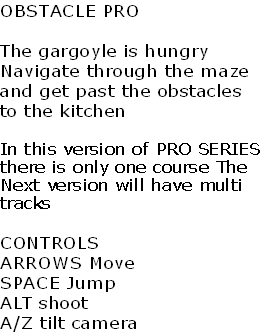 OBSTACLE PRO
The gargoyle is hungry
Navigate through the maze
and get past the obstacles
to the kitchen
In this version of PRO SERIES
there is only one course The
Next version will have multi
tracks
CONTROLS
ARROWS Move
SPACE Jump
ALT shoot
A/Z tilt camera